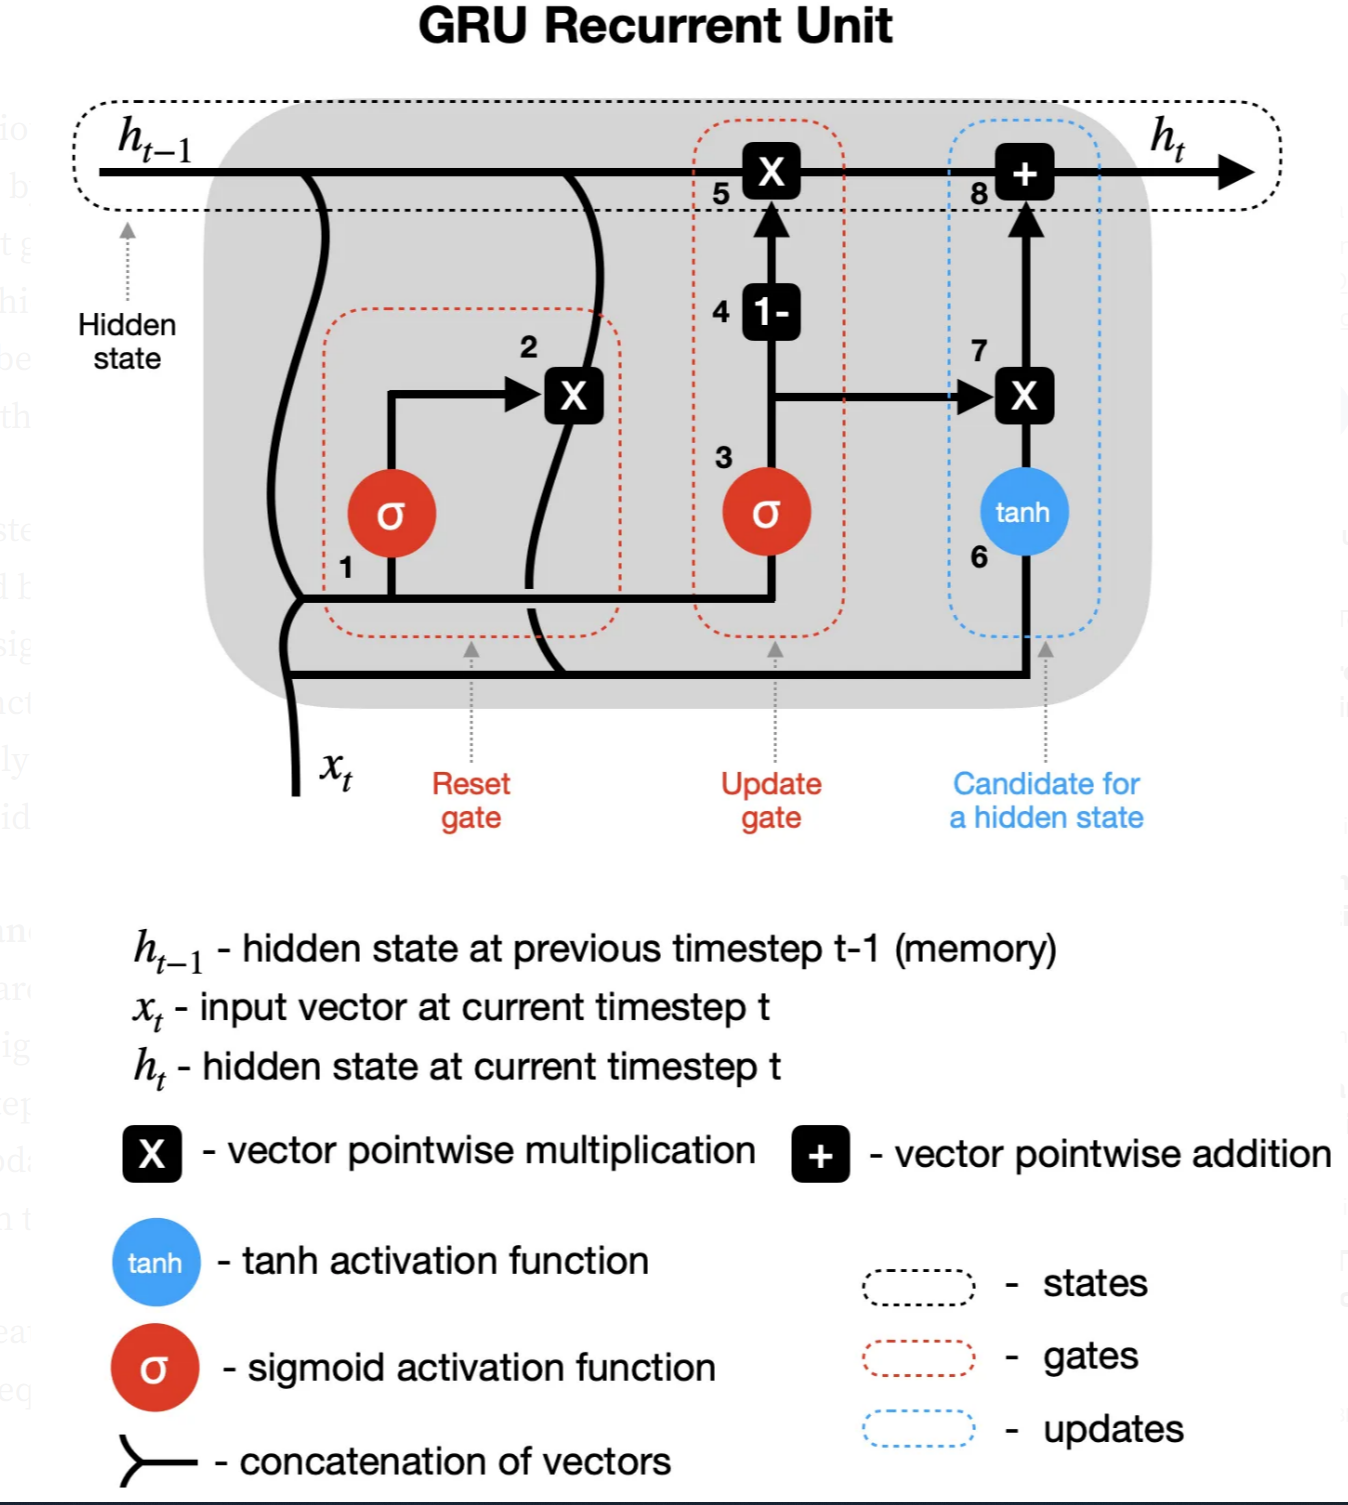 GRU Recurrent Unit
h_{t-1}
h_t
X
+
5
8
Hidden
state
4
1-
2
7
X
X
3
σ
σ
tanh
1
6
x_t
Reset
gate
Update
gate
Candidate for
a hidden state
h_{t-1} - hidden state at previous timestep t-1 (memory)
x_t - input vector at current timestep t
h_t - hidden state at current timestep t
X - vector pointwise multiplication
+ - vector pointwise addition
tanh - tanh activation function
σ - sigmoid activation function
- concatenation of vectors
- states
- gates
- updates